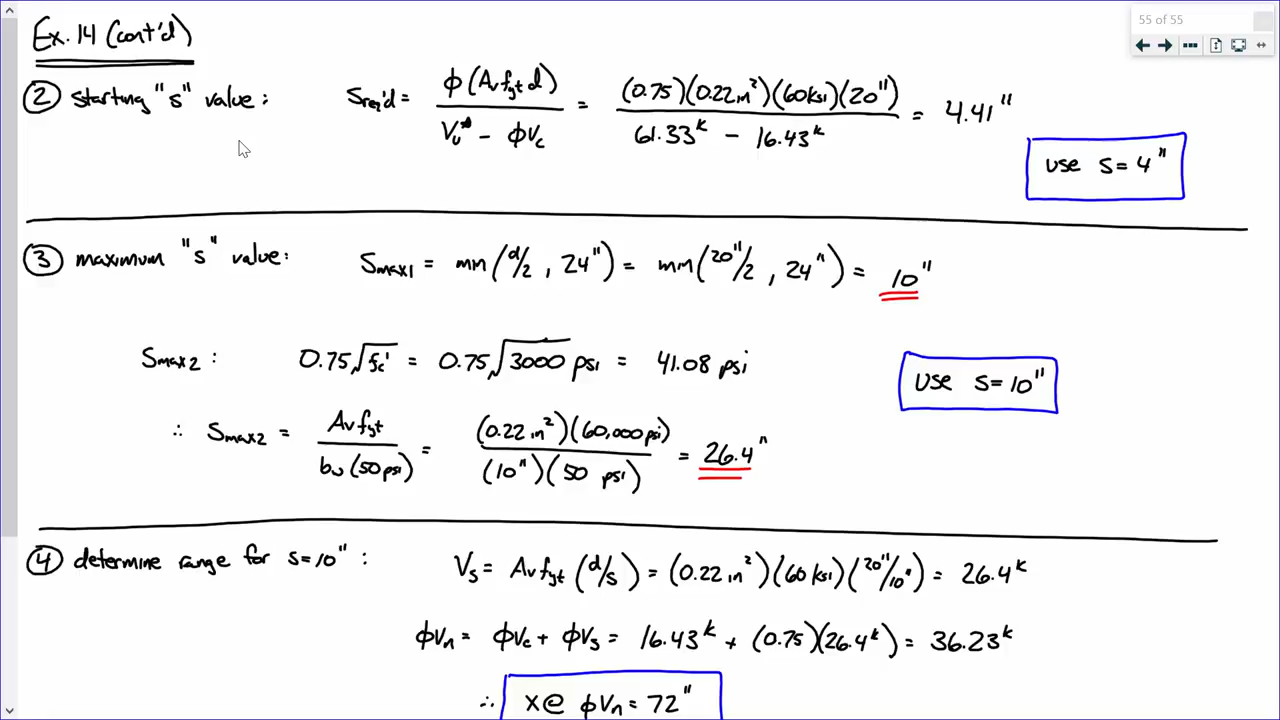 55 of 55
Ex. 14 (cont'd)
② starting "s" value: S_req'd = φ(Av fyt d) / (Vu* - φVc) = (0.75)(0.22 in²)(60 ksi)(20") / (61.33ᵏ - 16.43ᵏ) = 4.41"
use s = 4"
③ maximum "s" value: Smax1 = min(d/2, 24") = min(20"/2, 24") = 10"
Smax2: 0.75√fc' = 0.75√3000 psi = 41.08 psi
use s = 10"
∴ Smax2 = Av fyt / bw(50 psi) = (0.22 in²)(60,000 psi) / (10")(50 psi) = 26.4"
④ determine range for s=10": Vs = Av fyt (d/s) = (0.22 in²)(60 ksi)(20"/10") = 26.4ᵏ
φVn = φVc + φVs = 16.43ᵏ + (0.75)(26.4ᵏ) = 36.23ᵏ
∴ x@ φVn = 72"